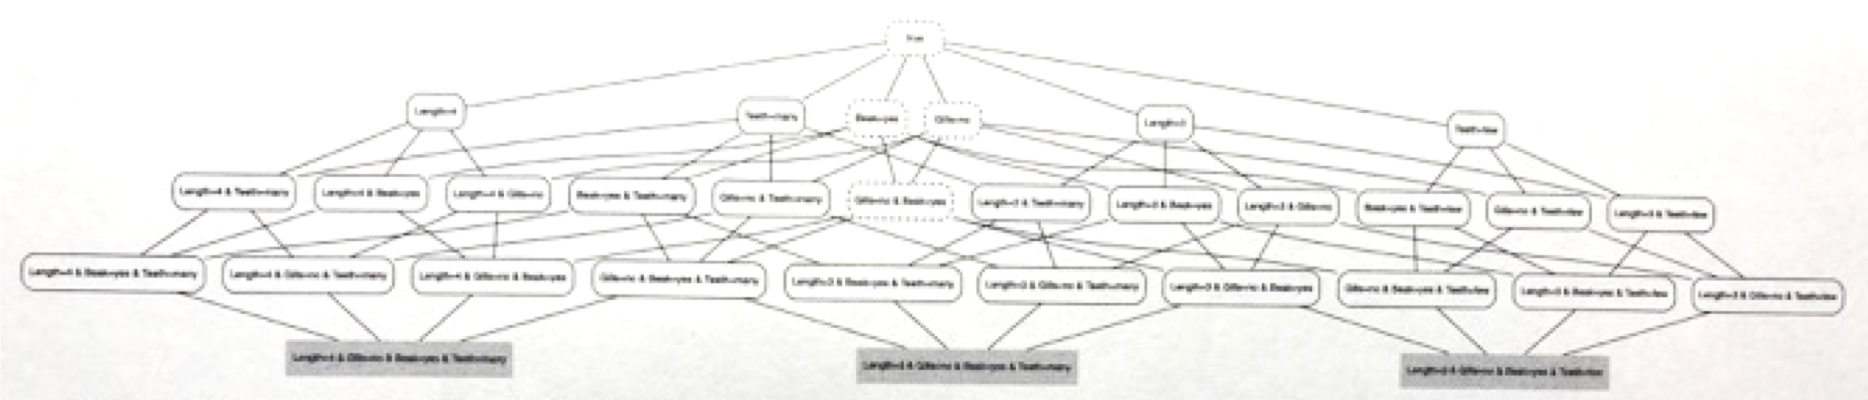 True
Length=4
Teeth=many
Beak=yes
Gills=no
Length=3
Teeth=few
Length=4 & Teeth=many
Length=4 & Beak=yes
Length=4 & Gills=no
Beak=yes & Teeth=many
Gills=no & Teeth=many
Gills=no & Beak=yes
Length=3 & Teeth=many
Length=3 & Beak=yes
Length=3 & Gills=no
Beak=yes & Teeth=few
Gills=no & Teeth=few
Length=3 & Teeth=few
Length=4 & Beak=yes & Teeth=many
Length=4 & Gills=no & Teeth=many
Length=4 & Gills=no & Beak=yes
Gills=no & Beak=yes & Teeth=many
Length=3 & Beak=yes & Teeth=many
Length=3 & Gills=no & Teeth=many
Length=3 & Gills=no & Beak=yes
Gills=no & Beak=yes & Teeth=few
Length=3 & Beak=yes & Teeth=few
Length=3 & Gills=no & Teeth=few
Length=4 & Gills=no & Beak=yes & Teeth=many
Length=3 & Gills=no & Beak=yes & Teeth=many
Length=3 & Gills=no & Beak=yes & Teeth=few